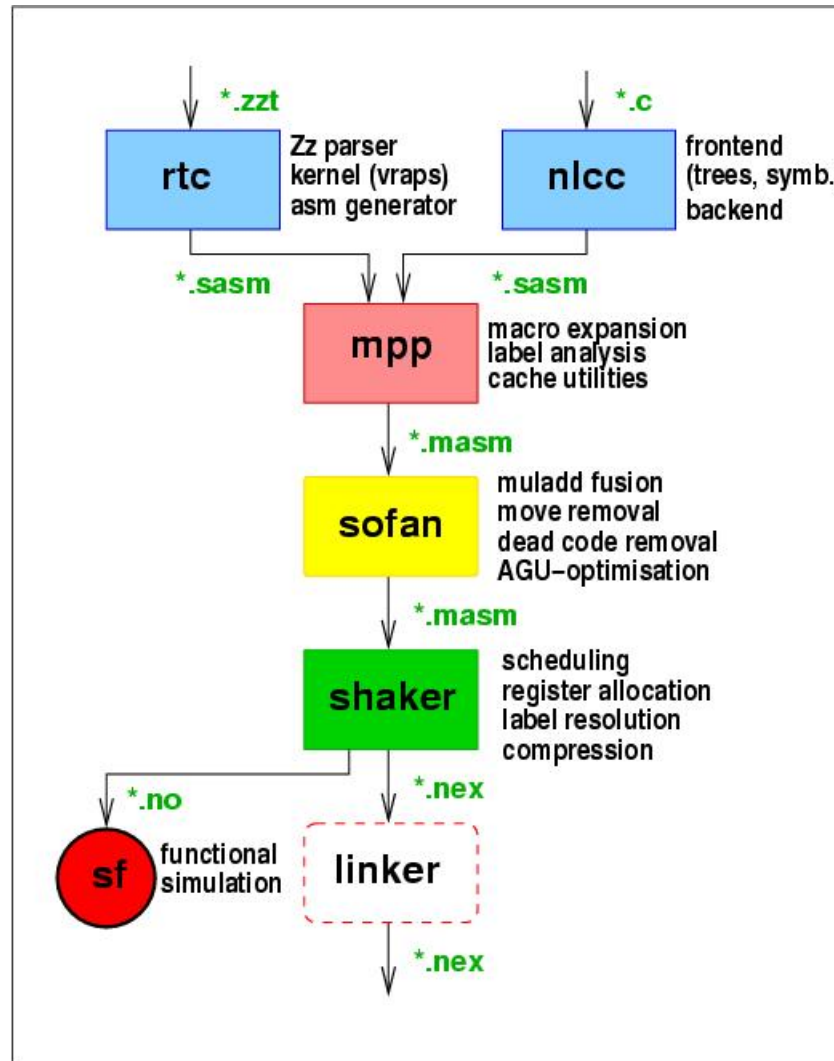 *.zzt
*.c
rtc
Zz parser
kernel (vraps)
asm generator
nlcc
frontend
(trees, symb.
backend
*.sasm
*.sasm
mpp
macro expansion
label analysis
cache utilities
*.masm
sofan
muladd fusion
move removal
dead code removal
AGU–optimisation
*.masm
shaker
scheduling
register allocation
label resolution
compression
*.no
*.nex
sf
functional
simulation
linker
*.nex